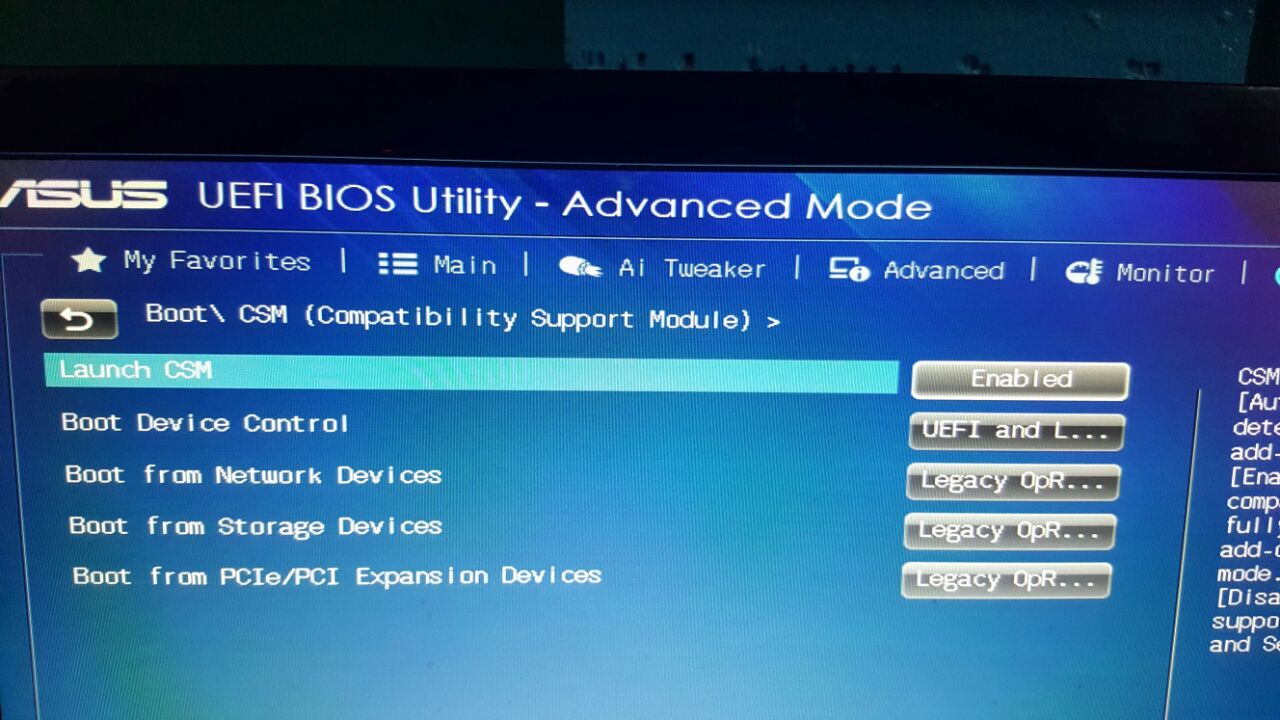 ASUS UEFI BIOS Utility - Advanced Mode
My Favorites | Main | Ai Tweaker | Advanced | Monitor |
Boot\ CSM (Compatibility Support Module) >
Launch CSM Enabled
Boot Device Control UEFI and L...
Boot from Network Devices Legacy OpR...
Boot from Storage Devices Legacy OpR...
Boot from PCIe/PCI Expansion Devices Legacy OpR...
CSM
[Au
dete
add-
[Ena
comp
fully
add-
mode.
[Disa
suppo
and Se